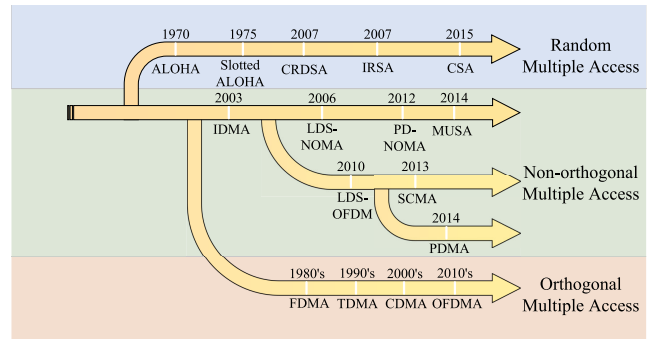 1970 1975 2007 2007 2015
ALOHA Slotted ALOHA CRDSA IRSA CSA
Random
Multiple Access
2003 2006 2012 2014
IDMA LDS-NOMA PD-NOMA MUSA
2010 2013
LDS-OFDM SCMA
Non-orthogonal
Multiple Access
2014
PDMA
1980's 1990's 2000's 2010's
FDMA TDMA CDMA OFDMA
Orthogonal
Multiple Access